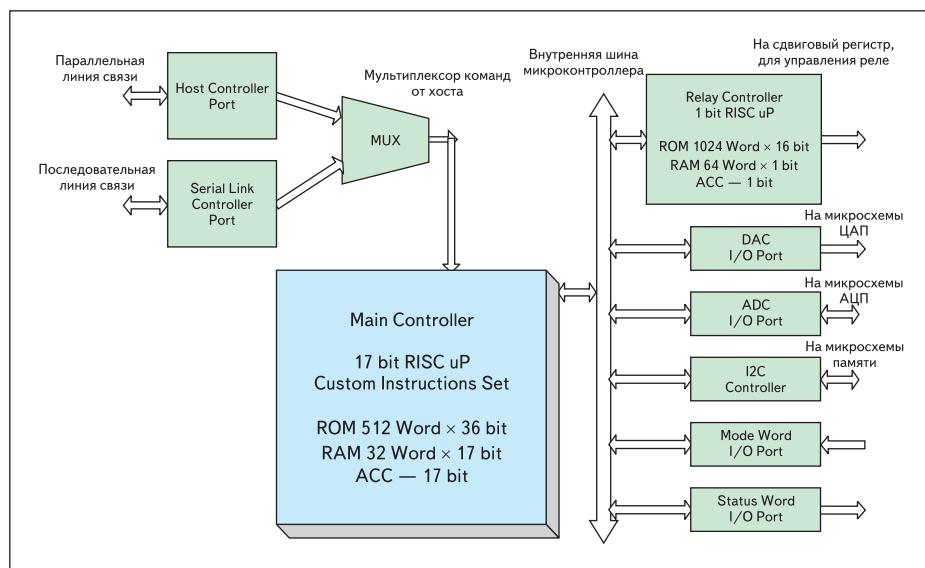 Параллельная
линия связи
Host Controller
Port
Последовательная
линия связи
Serial Link
Controller
Port
Мультиплексор команд
от хоста
MUX
Main Controller
17 bit RISC uP
Custom Instructions Set
ROM 512 Word × 36 bit
RAM 32 Word × 17 bit
ACC — 17 bit
Внутренняя шина
микроконтроллера
На сдвиговый регистр,
для управления реле
Relay Controller
1 bit RISC uP
ROM 1024 Word × 16 bit
RAM 64 Word × 1 bit
ACC — 1 bit
На микросхемы
ЦАП
DAC
I/O Port
На микросхемы
АЦП
ADC
I/O Port
На микросхемы
памяти
I2C
Controller
Mode Word
I/O Port
Status Word
I/O Port